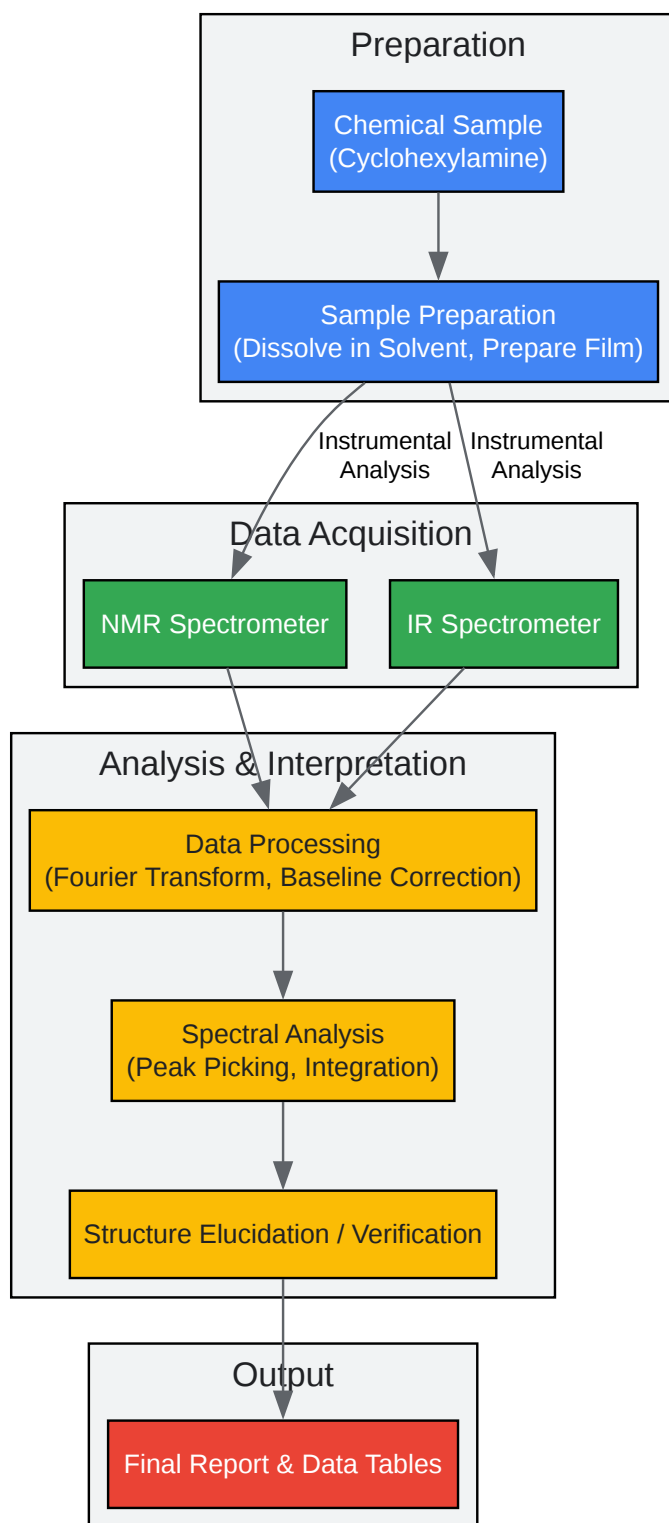 Preparation
Chemical Sample
(Cyclohexylamine)
Sample Preparation
(Dissolve in Solvent, Prepare Film)
Instrumental
Analysis
Instrumental
Analysis
Data Acquisition
NMR Spectrometer
IR Spectrometer
Analysis & Interpretation
Data Processing
(Fourier Transform, Baseline Correction)
Spectral Analysis
(Peak Picking, Integration)
Structure Elucidation / Verification
Output
Final Report & Data Tables